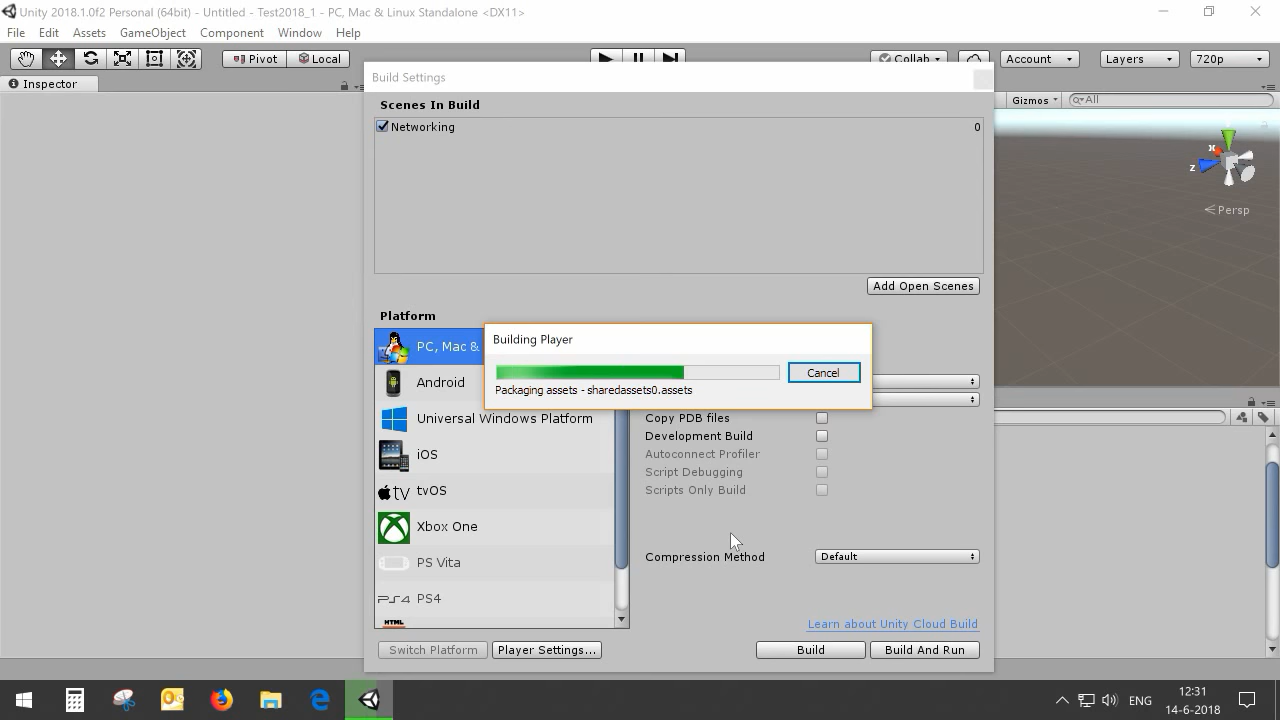 Unity 2018.1.0f2 Personal (64bit) - Untitled - Test2018_1 - PC, Mac & Linux Standalone <DX11>
File Edit Assets GameObject Component Window Help
Pivot Local Collab Account Layers 720p
Inspector
Build Settings
Gizmos All
Scenes In Build
Networking 0
x
z
Persp
Add Open Scenes
Platform
PC, Mac &
Building Player
Cancel
Packaging assets - sharedassets0.assets
Android
Universal Windows Platform
iOS
tv tvOS
Xbox One
PS Vita
PS4 PS4
HTML
Copy PDB files
Development Build
Autoconnect Profiler
Script Debugging
Scripts Only Build
Compression Method Default
Learn about Unity Cloud Build
Switch Platform Player Settings... Build Build And Run
ENG
12:31
14-6-2018